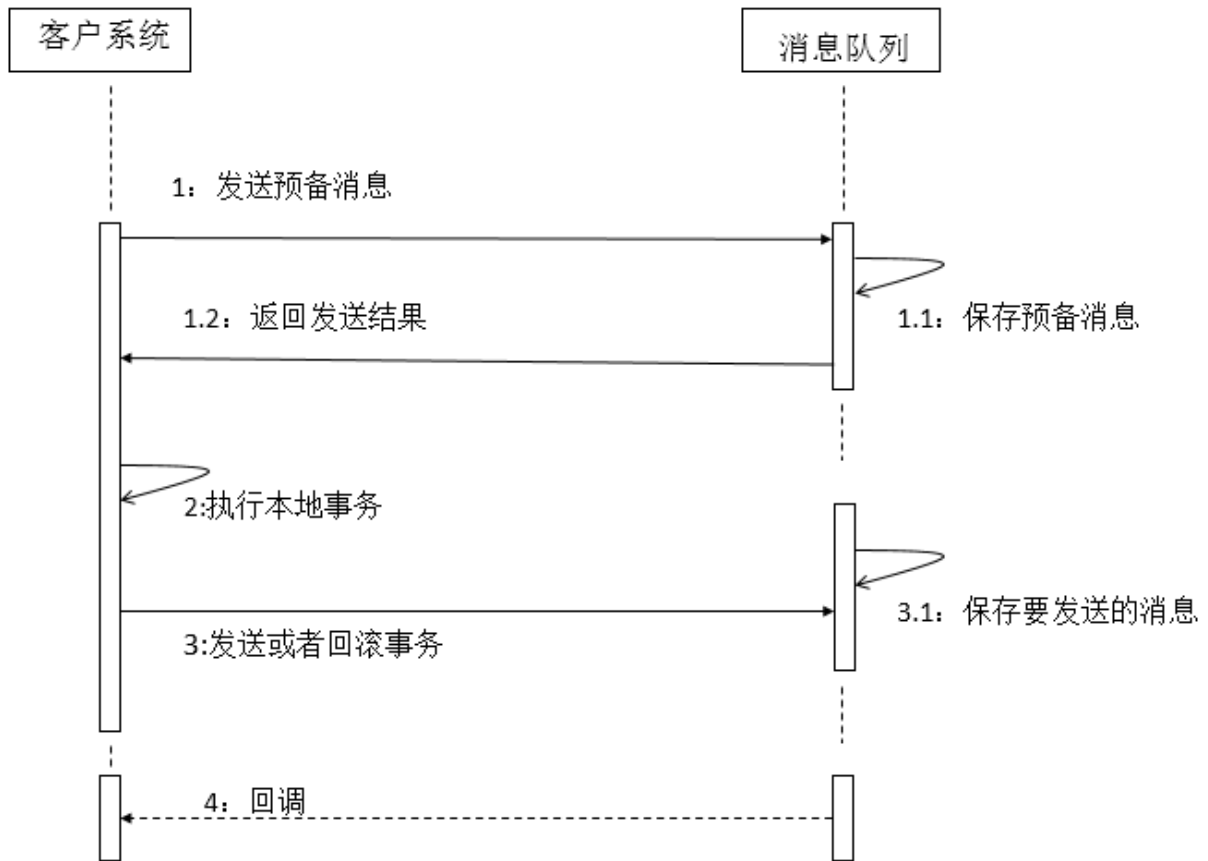 客户系统
消息队列
1：发送预备消息
1.2：返回发送结果
1.1：保存预备消息
2:执行本地事务
3.1：保存要发送的消息
3:发送或者回滚事务
4：回调